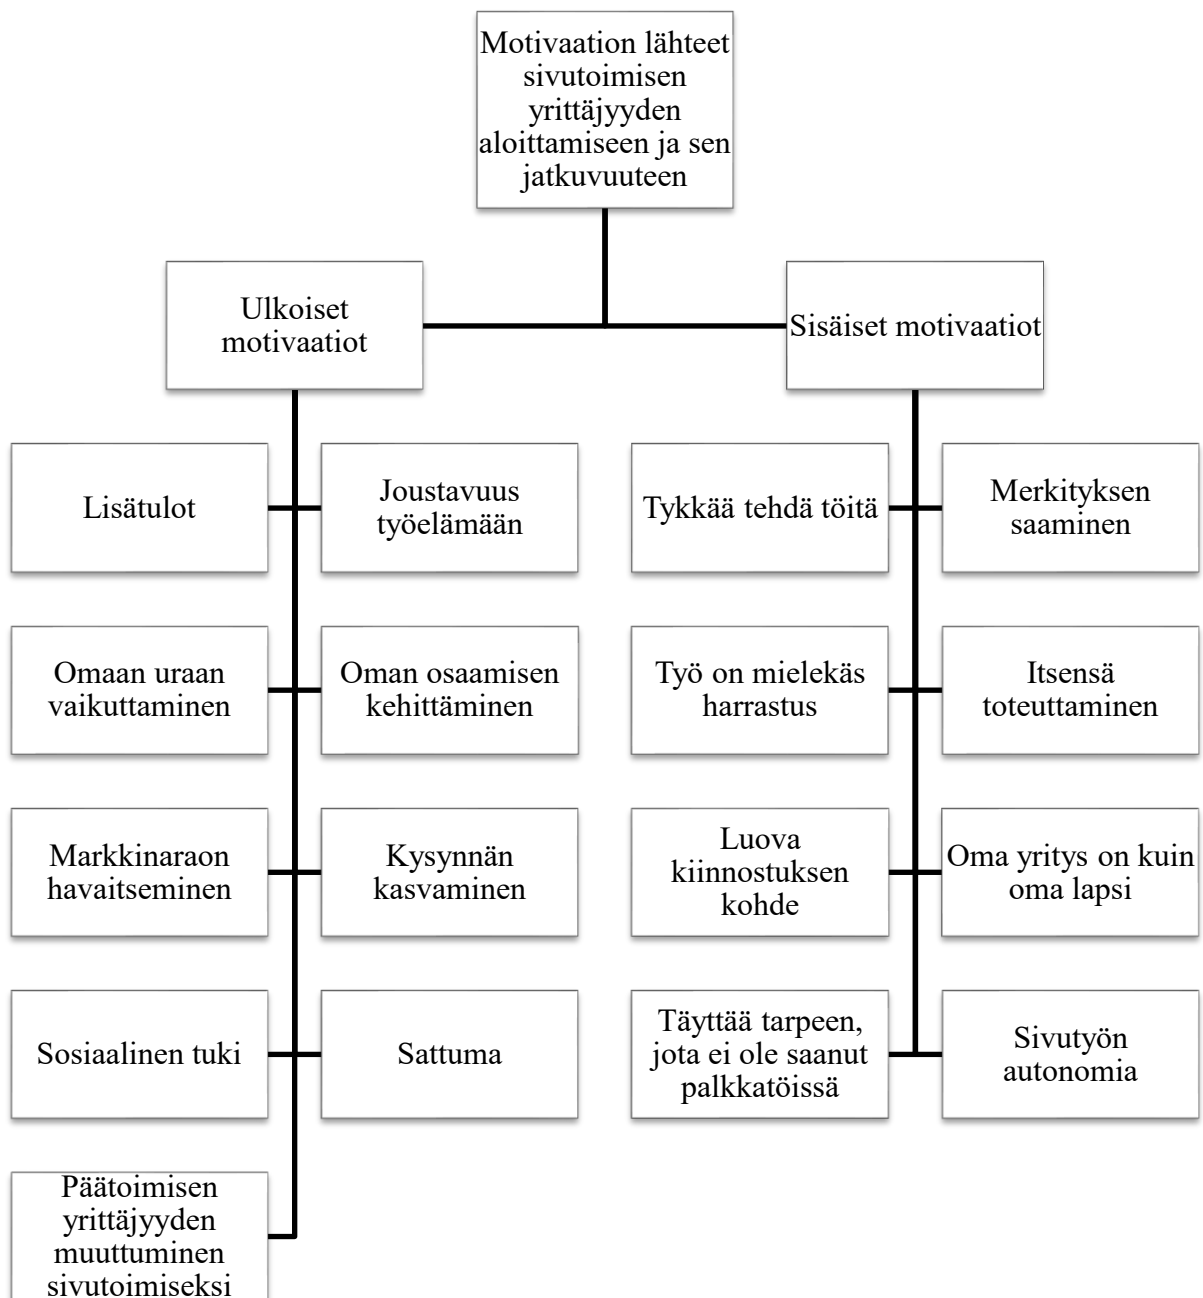 Motivaation lähteet
sivutoimisen
yrittäjyyden
aloittamiseen ja sen
jatkuvuuteen
Ulkoiset
motivaatiot
Sisäiset motivaatiot
Lisätulot
Joustavuus
työelämään
Tykkää tehdä töitä
Merkityksen
saaminen
Omaan uraan
vaikuttaminen
Oman osaamisen
kehittäminen
Työ on mielekäs
harrastus
Itsensä
toteuttaminen
Markkinaraon
havaitseminen
Kysynnän
kasvaminen
Luova
kiinnostuksen
kohde
Oma yritys on kuin
oma lapsi
Sosiaalinen tuki
Sattuma
Täyttää tarpeen,
jota ei ole saanut
palkkatöissä
Sivutyön
autonomia
Päätoimisen
yrittäjyyden
muuttuminen
sivutoimiseksi